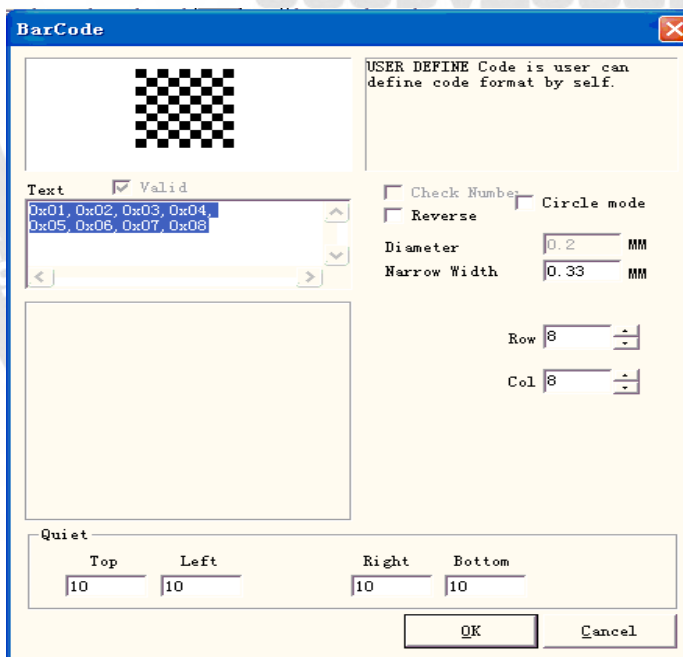 BarCode
USER DEFINE Code is user can
define code format by self.
Text
Valid
0x01, 0x02, 0x03, 0x04,
0x05, 0x06, 0x07, 0x08
Check Number
Circle mode
Reverse
Diameter 0.2 MM
Narrow Width 0.33 MM
Row 8
Col 8
Quiet
Top Left Right Bottom
10 10 10 10
OK Cancel